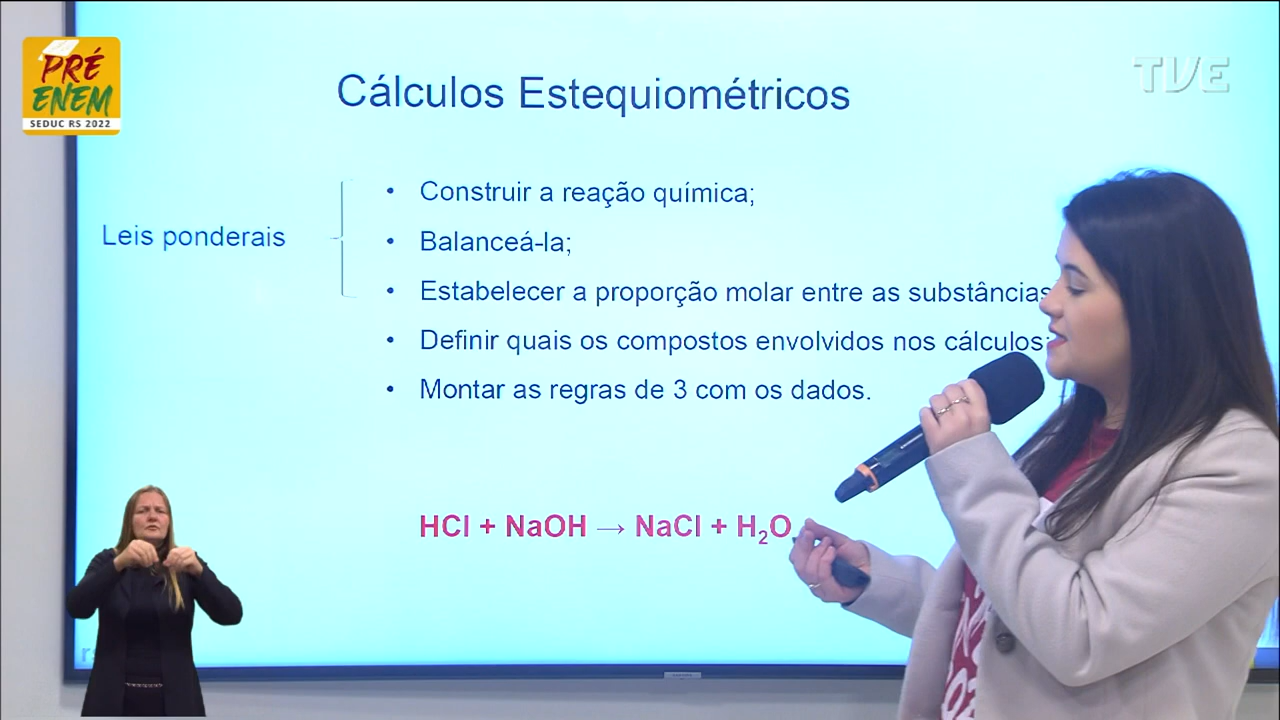 PRÉ
ENEM
SEDUC RS 2022
TVE
Cálculos Estequiométricos
Leis ponderais
• Construir a reação química;
• Balanceá-la;
• Estabelecer a proporção molar entre as substâncias
• Definir quais os compostos envolvidos nos cálculos;
• Montar as regras de 3 com os dados.
HCl + NaOH → NaCl + H₂O